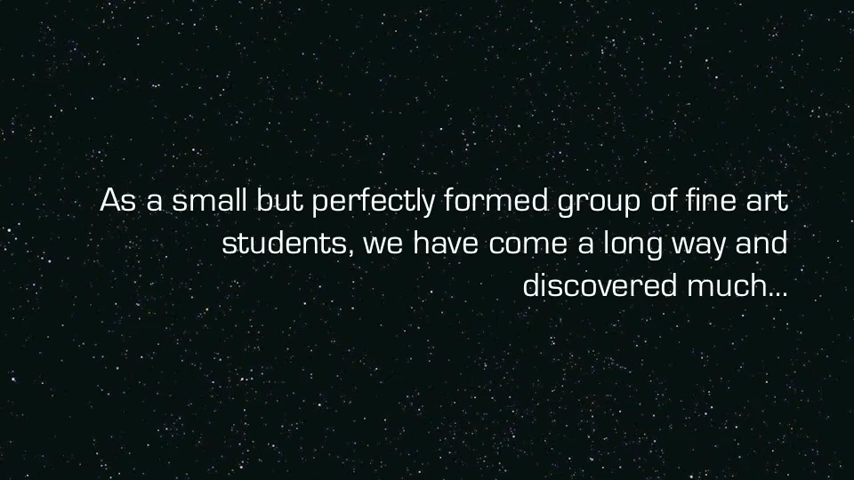 As a small but perfectly formed group of fine art
students, we have come a long way and
discovered much...